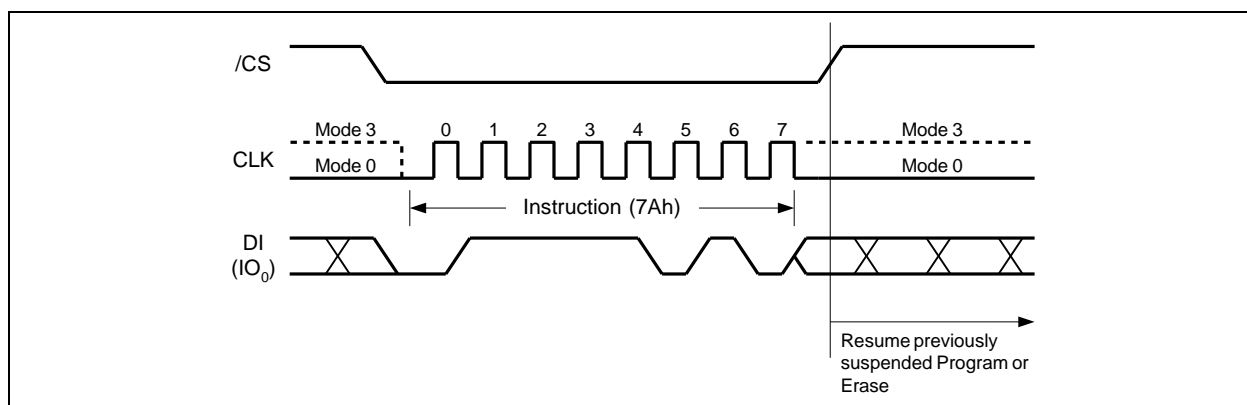 /CS
CLK
Mode 3
Mode 0
0 1 2 3 4 5 6 7
Mode 3
Mode 0
Instruction (7Ah)
DI
(IO0)
Resume previously
suspended Program or
Erase